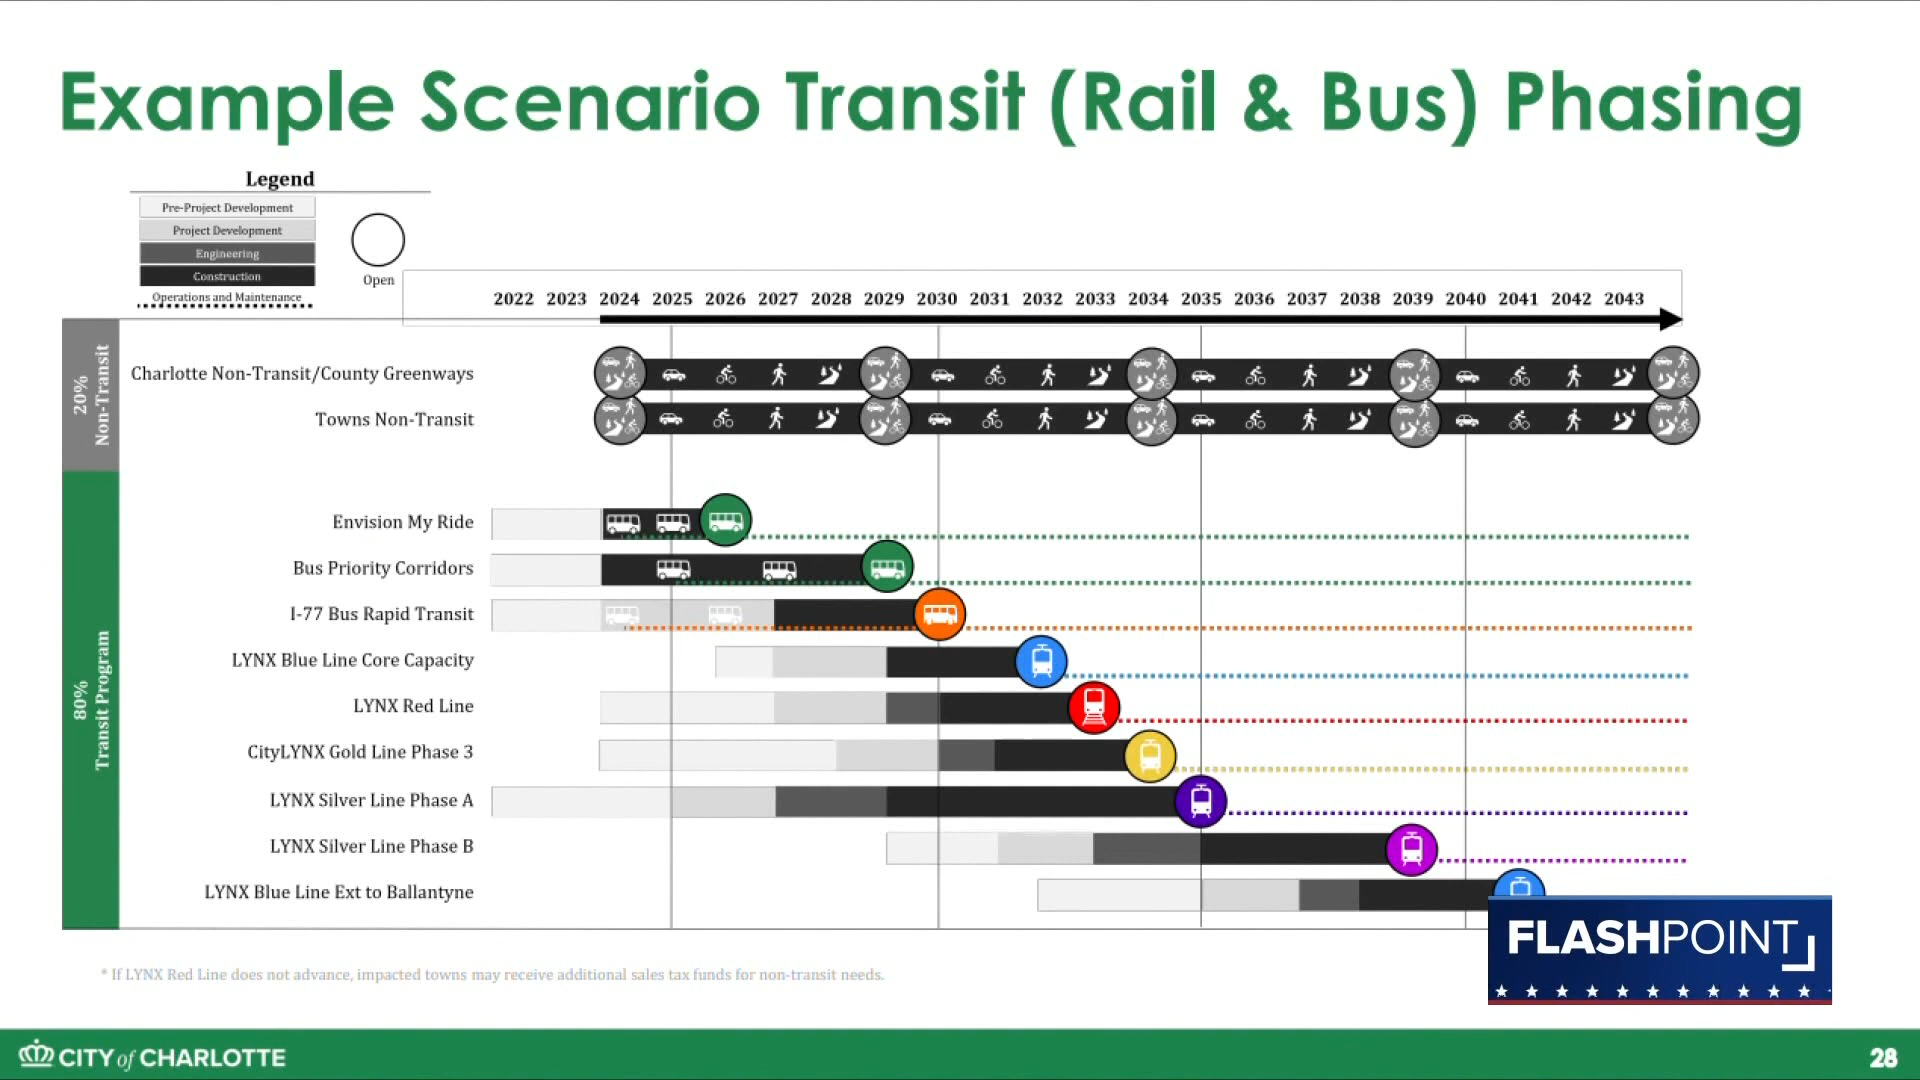 Example Scenario Transit (Rail & Bus) Phasing
Legend
Pre-Project Development
Project Development
Engineering
Construction
Operations and Maintenance
Open
2022 2023 2024 2025 2026 2027 2028 2029 2030 2031 2032 2033 2034 2035 2036 2037 2038 2039 2040 2041 2042 2043
20%
Non-Transit
Charlotte Non-Transit/County Greenways
Towns Non-Transit
80%
Transit Program
Envision My Ride
Bus Priority Corridors
I-77 Bus Rapid Transit
LYNX Blue Line Core Capacity
LYNX Red Line
CityLYNX Gold Line Phase 3
LYNX Silver Line Phase A
LYNX Silver Line Phase B
LYNX Blue Line Ext to Ballantyne
* If LYNX Red Line does not advance, impacted towns may receive additional sales tax funds for non-transit needs.
FLASHPOINT
CITY of CHARLOTTE
28